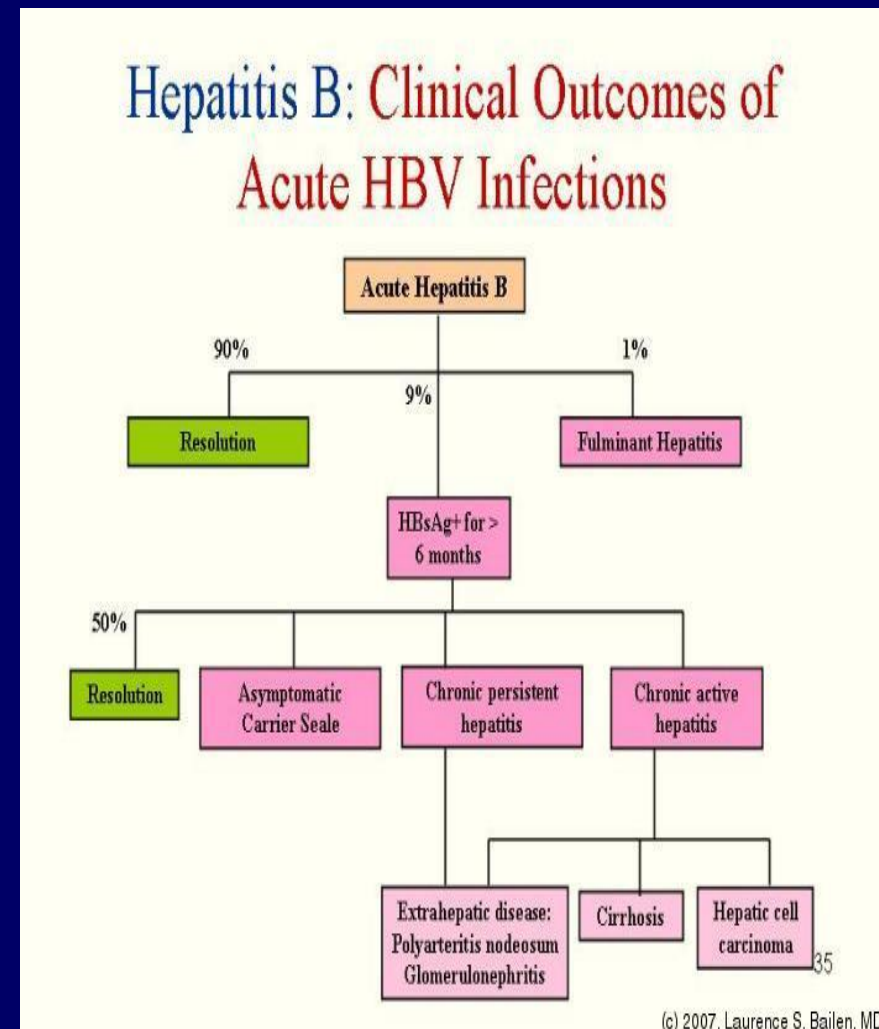 Hepatitis B: Clinical Outcomes of
Acute HBV Infections
Acute Hepatitis B
90%
1%
9%
Resolution
Fulminant Hepatitis
HBsAg+ for >
6 months
50%
Resolution
Asymptomatic
Carrier Seale
Chronic persistent
hepatitis
Chronic active
hepatitis
Extrahepatic disease:
Polyarteritis nodeosum
Glomerulonephritis
Cirrhosis
Hepatic cell
carcinoma
35
(c) 2007, Laurence S. Bailen, MD